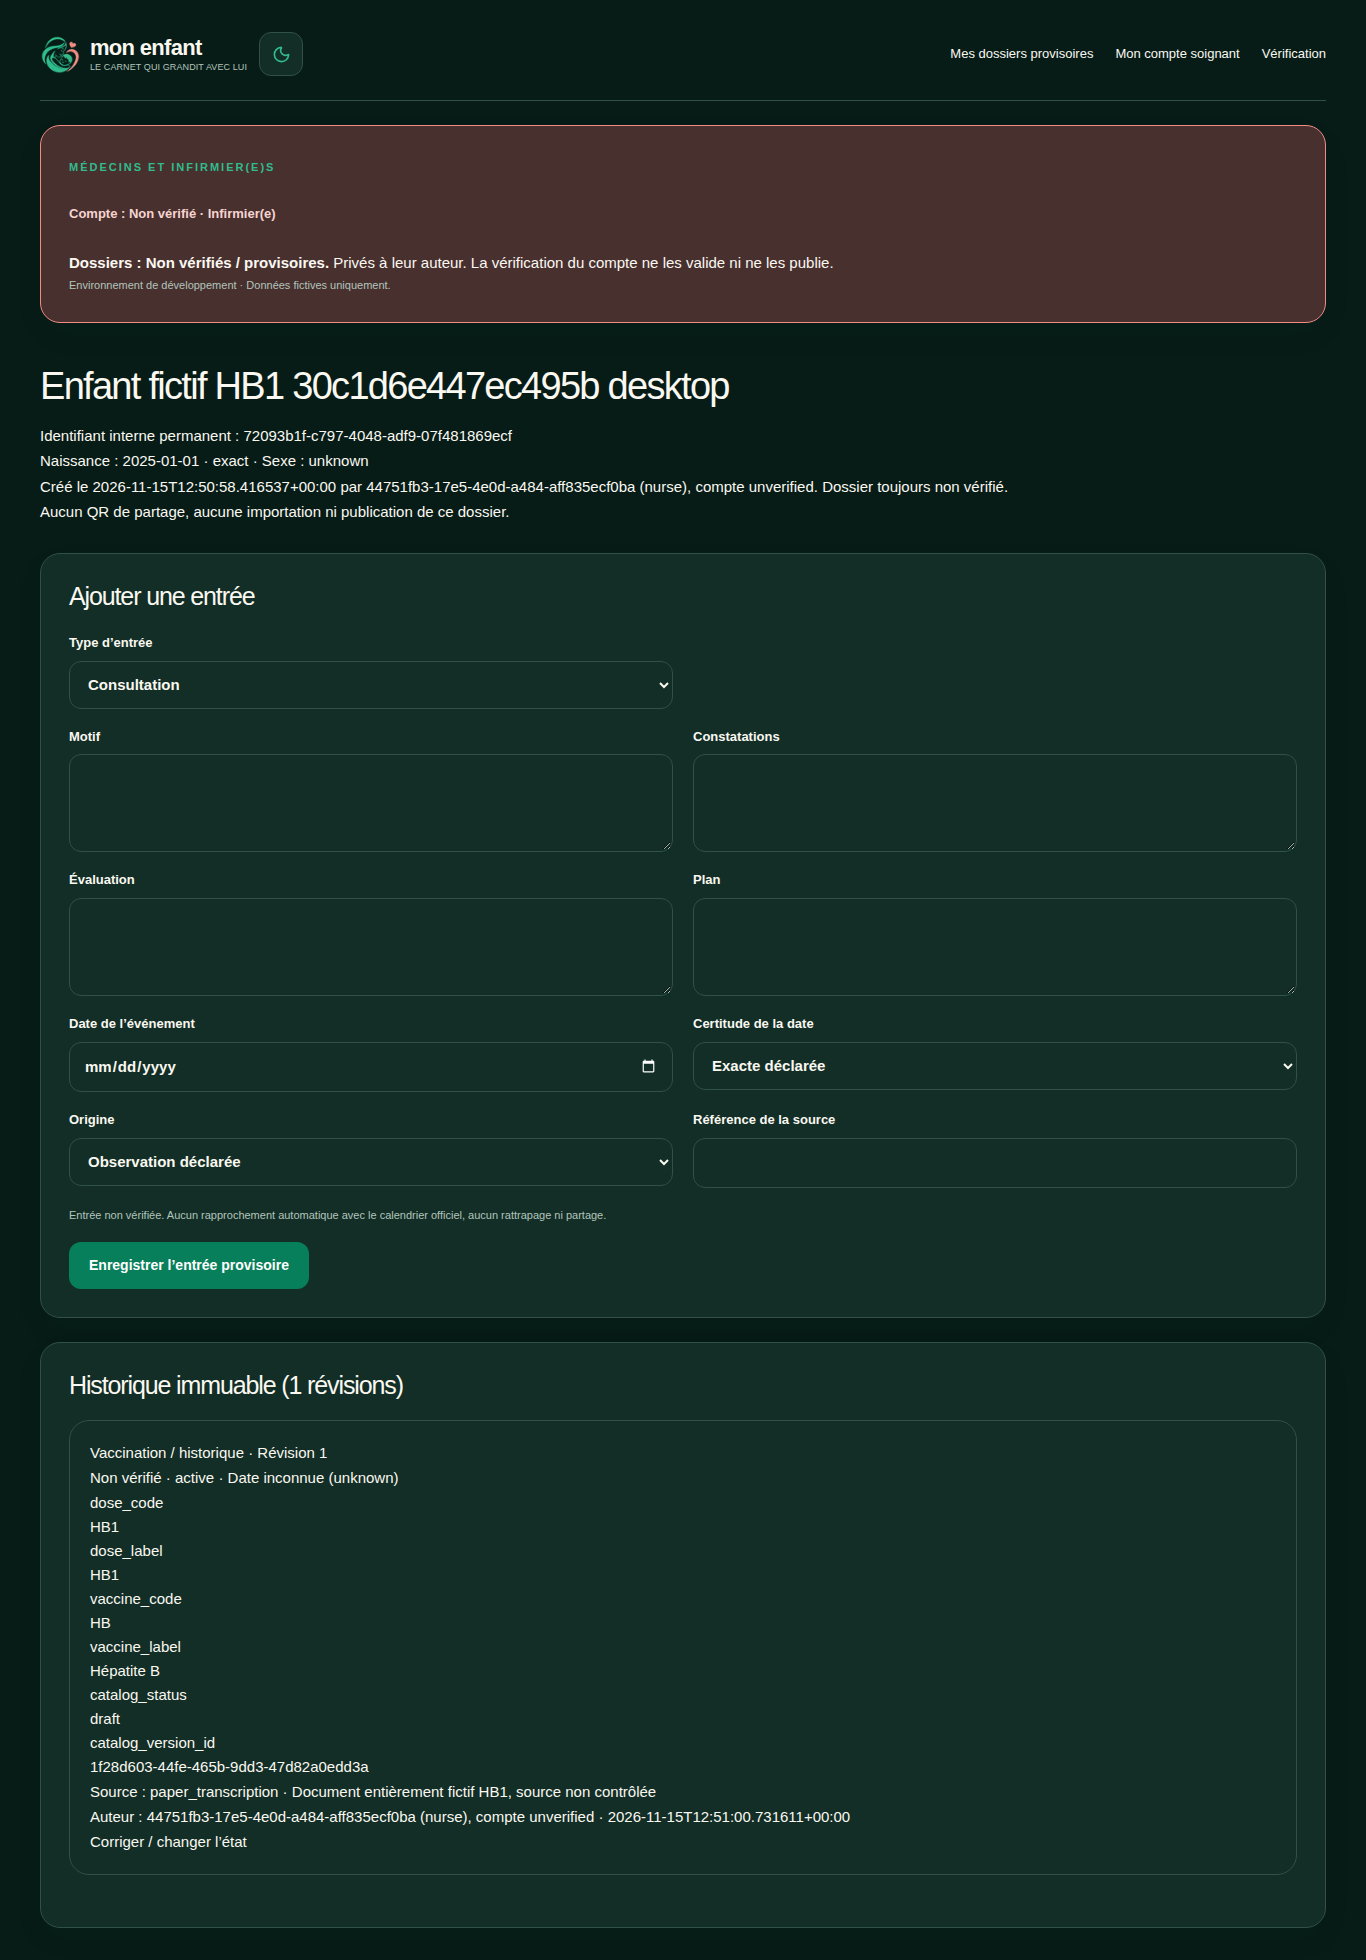 mon enfant
LE CARNET QUI GRANDIT AVEC LUI
Mes dossiers provisoires
Mon compte soignant
Vérification
MÉDECINS ET INFIRMIER(E)S
Compte : Non vérifié · Infirmier(e)
Dossiers : Non vérifiés / provisoires. Privés à leur auteur. La vérification du compte ne les valide ni ne les publie.
Environnement de développement · Données fictives uniquement.
Enfant fictif HB1 30c1d6e447ec495b desktop
Identifiant interne permanent : 72093b1f-c797-4048-adf9-07f481869ecf
Naissance : 2025-01-01 · exact · Sexe : unknown
Créé le 2026-11-15T12:50:58.416537+00:00 par 44751fb3-17e5-4e0d-a484-aff835ecf0ba (nurse), compte unverified. Dossier toujours non vérifié.
Aucun QR de partage, aucune importation ni publication de ce dossier.
Ajouter une entrée
Type d’entrée
Consultation
Motif
Constatations
Évaluation
Plan
Date de l’événement
Certitude de la date
mm/dd/yyyy
Exacte déclarée
Origine
Référence de la source
Observation déclarée
Entrée non vérifiée. Aucun rapprochement automatique avec le calendrier officiel, aucun rattrapage ni partage.
Enregistrer l’entrée provisoire
Historique immuable (1 révisions)
Vaccination / historique · Révision 1
Non vérifié · active · Date inconnue (unknown)
dose_code
HB1
dose_label
HB1
vaccine_code
HB
vaccine_label
Hépatite B
catalog_status
draft
catalog_version_id
1f28d603-44fe-465b-9dd3-47d82a0edd3a
Source : paper_transcription · Document entièrement fictif HB1, source non contrôlée
Auteur : 44751fb3-17e5-4e0d-a484-aff835ecf0ba (nurse), compte unverified · 2026-11-15T12:51:00.731611+00:00
Corriger / changer l’état